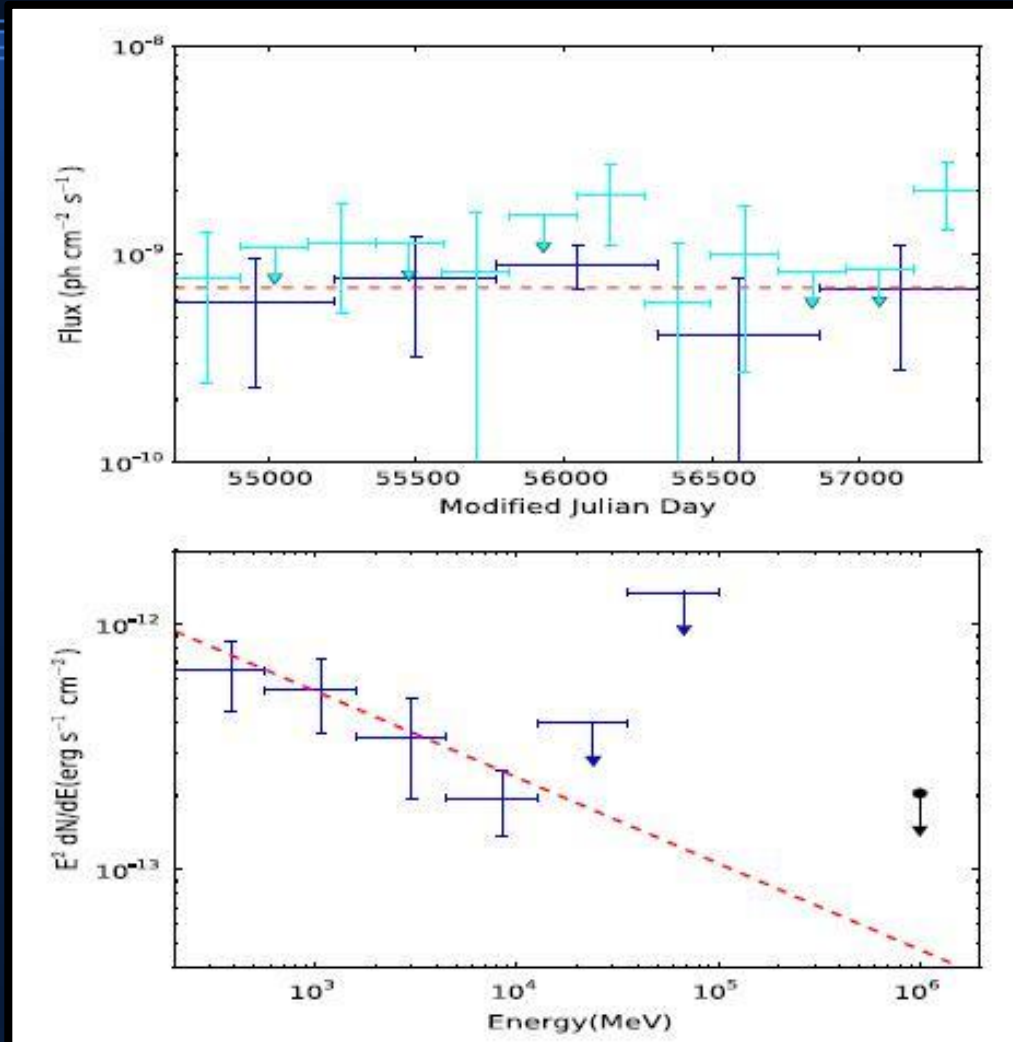 10⁻⁸
10⁻⁹
10⁻¹⁰
Flux (ph cm⁻² s⁻¹)
55000 55500 56000 56500 57000
Modified Julian Day
10⁻¹²
10⁻¹³
E² dN/dE(erg s⁻¹ cm⁻²)
10³ 10⁴ 10⁵ 10⁶
Energy(MeV)